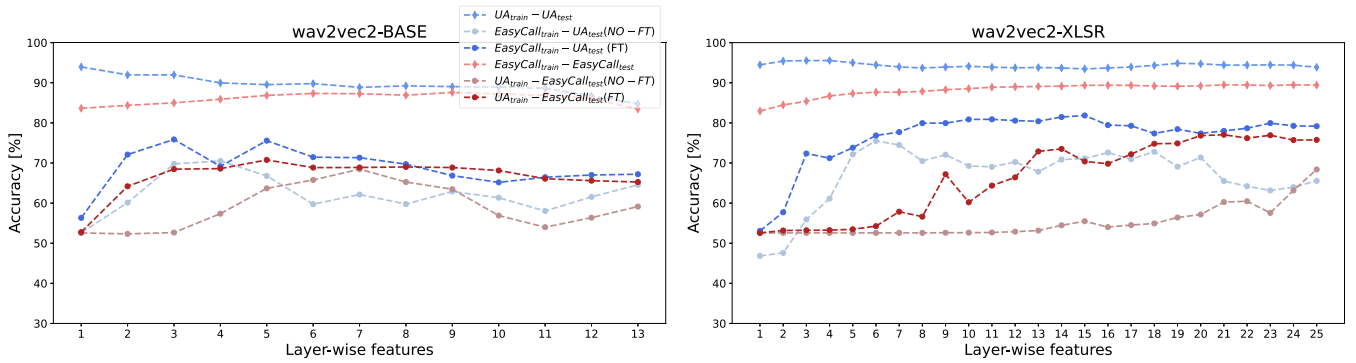 wav2vec2-BASE
UA_train − UA_test
EasyCall_train − UA_test(NO − FT)
EasyCall_train − UA_test (FT)
EasyCall_train − EasyCall_test
UA_train − EasyCall_test(NO − FT)
UA_train − EasyCall_test(FT)
Accuracy [%]
100
90
80
70
60
50
40
30
1 2 3 4 5 6 7 8 9 10 11 12 13
Layer-wise features
wav2vec2-XLSR
Accuracy [%]
100
90
80
70
60
50
40
30
1 2 3 4 5 6 7 8 9 10 11 12 13 14 15 16 17 18 19 20 21 22 23 24 25
Layer-wise features